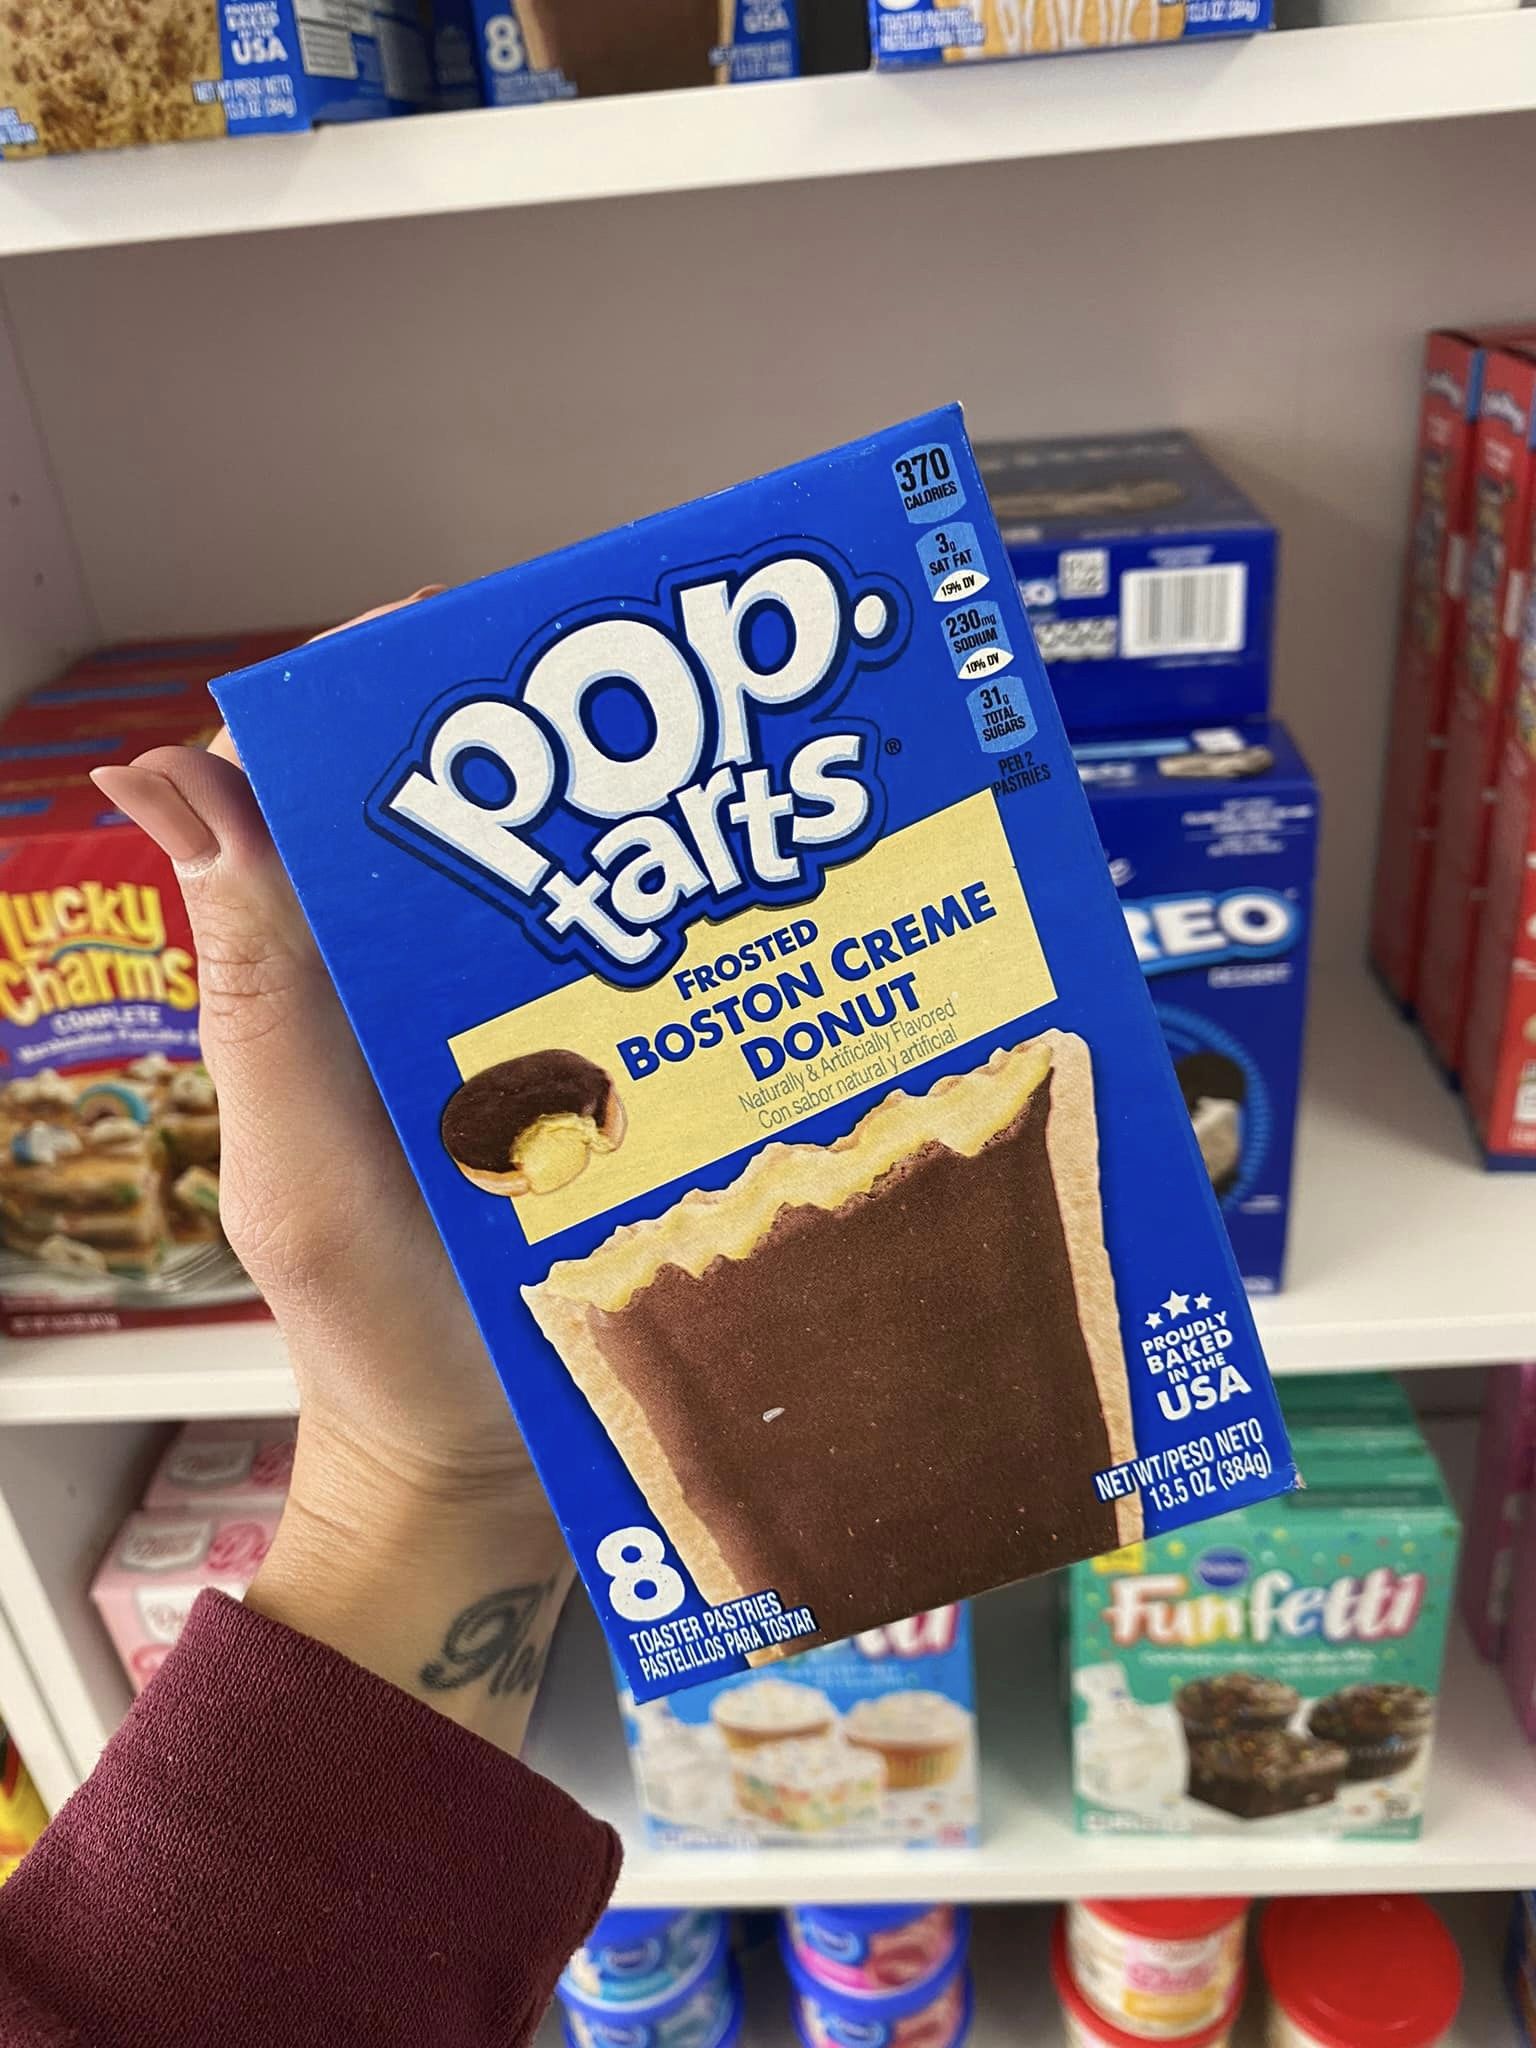 PROUDLY
BAKED
IN THE
USA
8
USA
pop.
tarts®
FROSTED
BOSTON CREME
DONUT
Naturally & Artificially Flavored
Con sabor natural y artificial
370
CALORIES
3g
SAT FAT
15% DV
230mg
SODIUM
10% DV
31g
TOTAL
SUGARS
PER 2
PASTRIES
PROUDLY
BAKED
IN THE
USA
NET WT/PESO NETO
13.5 OZ (384g)
8
TOASTER PASTRIES
PASTELILLOS PARA TOSTAR
Lucky
Charms
COMPLETE
REO
Funfetti